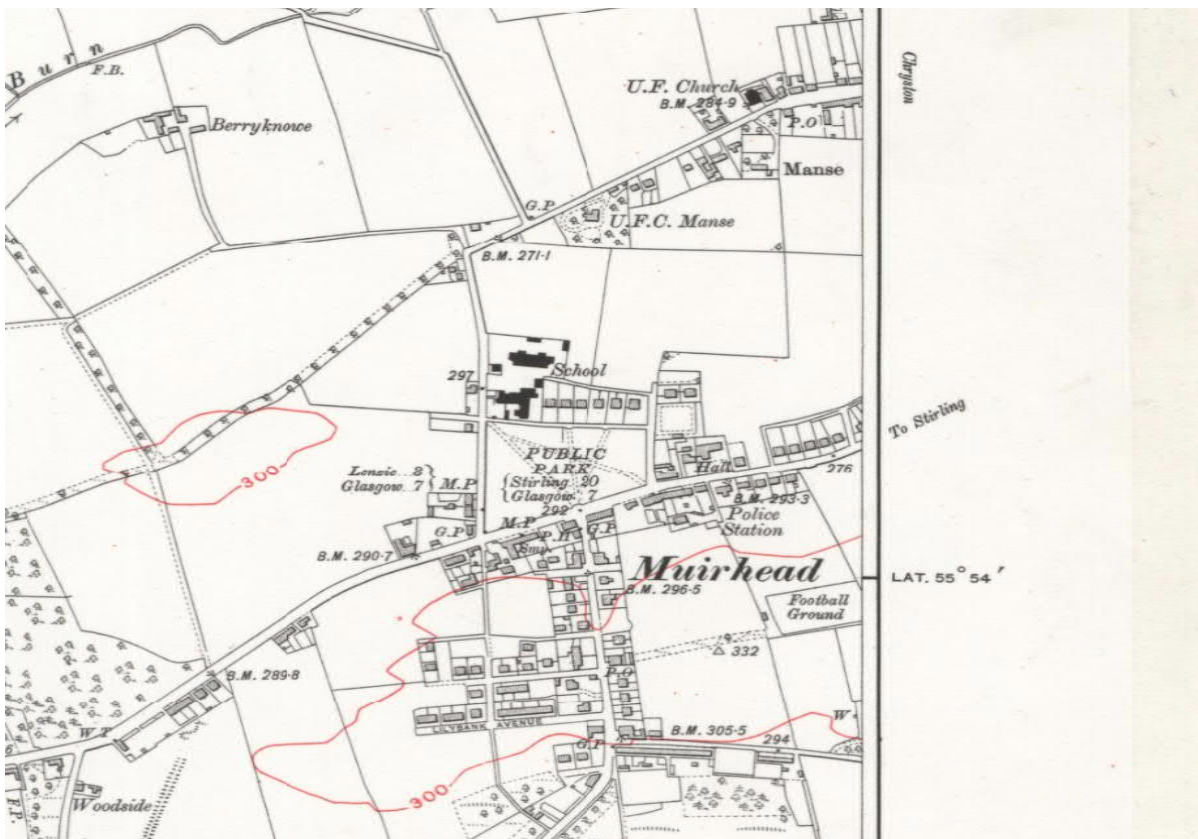 Burn
F.B.
Berryknowe
U.F. Church
B.M. 284·9
P.O
Manse
Chryston
G.P
U.F.C. Manse
B.M. 271·1
297
School
To Stirling
300
PUBLIC
PARK
Lenzie 8
Glasgow 7
M.P
Stirling 20
Glasgow 7
292
Hall
276
B.M. 293·3
Police
Station
G.P
M.P
P.H
G.P
Smy.
B.M. 290·7
Muirhead
LAT. 55° 54′
B.M. 296·5
Football
Ground
332
B.M. 289·8
P.O
LILYBANK AVENUE
W
B.M. 305·5
W.T
G.P
294
300
Woodside
F.P.